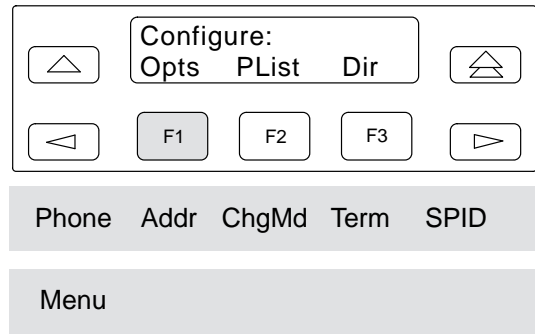 Configure:
Opts PList Dir
F1 F2 F3
Phone Addr ChgMd Term SPID
Menu